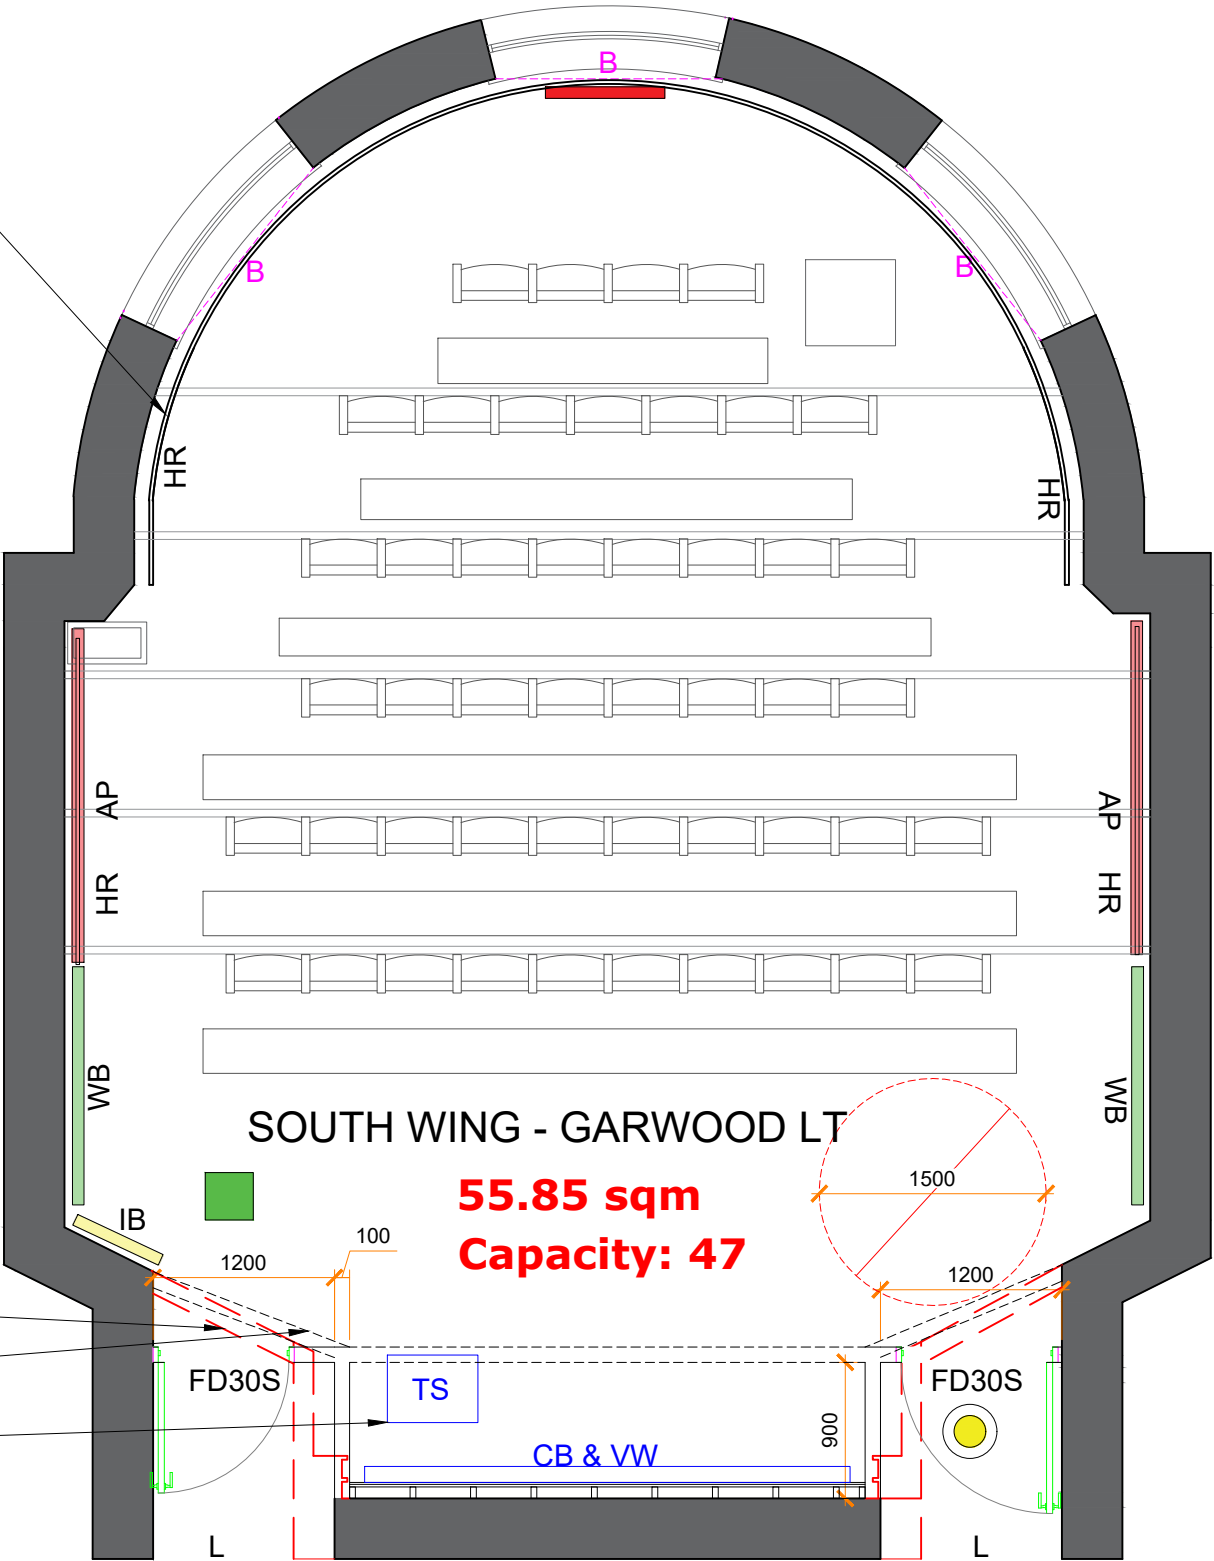 B
B
B
HR
HR
AP
AP
HR
HR
WB
WB
SOUTH WING - GARWOOD LT
55.85 sqm
Capacity: 47
1500
IB
100
1200
1200
FD30S
TS
FD30S
900
CB & VW
L
L